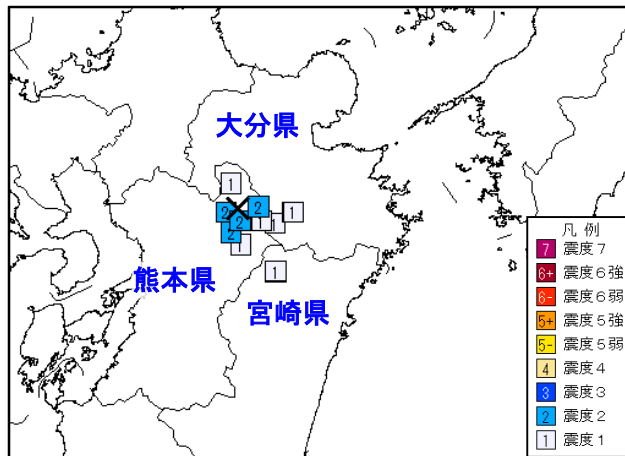 大分県
1
2
2
1
2
1
1
2
1
熊本県
1
宮崎県
凡 例
7 震度７
6+ 震度６強
6- 震度６弱
5+ 震度５強
5- 震度５弱
4 震度４
3 震度３
2 震度２
1 震度１